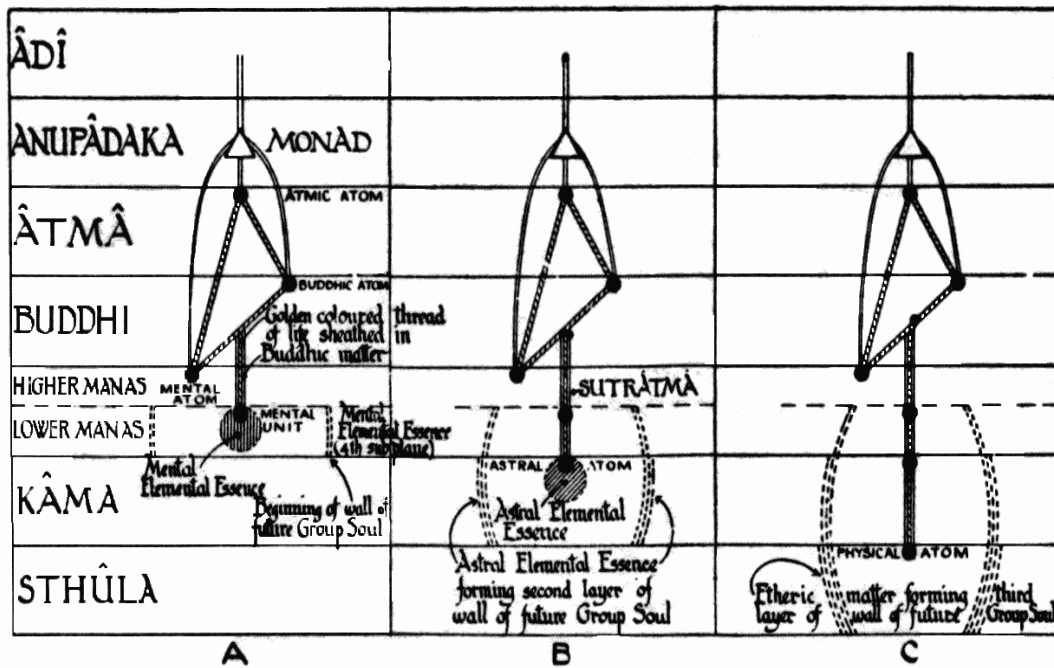 ÂDÎ
ANUPÂDAKA
MONAD
ÂTMIC ATOM
ÂTMÂ
BUDDHIC ATOM
BUDDHI
Golden coloured thread
of life sheathed in
Buddhic matter
HIGHER MANAS
MENTAL
ATOM
LOWER MANAS
MENTAL
UNIT
Mental
Elemental Essence
(4th subplane)
Mental
Elemental Essence
Beginning of wall of
future Group Soul
KÂMA
STHÛLA
A
SUTRÂTMÂ
ASTRAL ATOM
Astral Elemental
Essence
Astral Elemental Essence
forming second layer of
wall of future Group Soul
B
PHYSICAL ATOM
Etheric matter forming third
layer of wall of future Group Soul
C